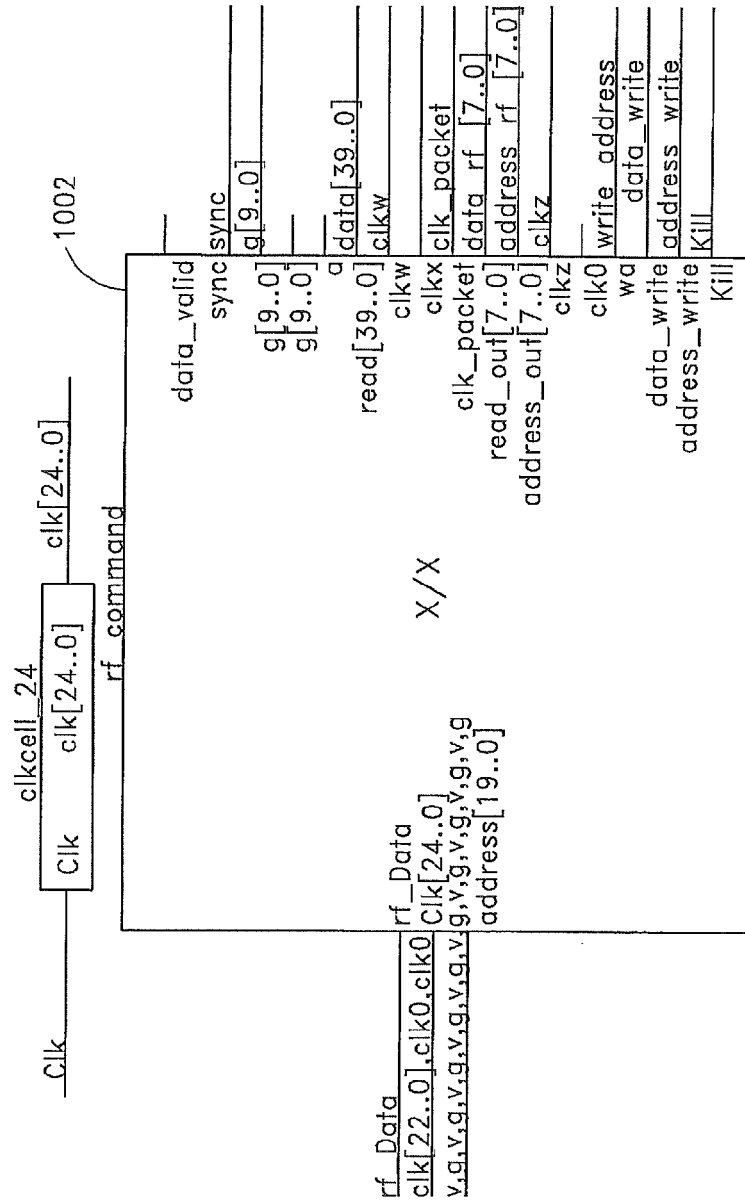 clkcell_24
Clk
Clk clk[24..0]
clk[24..0]
rf_command
1002
data_valid
sync
sync
g[9..0]
g[9..0]
g[9..0]
a
data[39..0]
read[39..0]
clkw
clkw
clkx
clk_packet
clk_packet
data_rf_[7..0]
read_out[7..0]
address_rf_[7..0]
address_out[7..0]
clkz
clkz
clk0
write_address
wa
data_write
data_write
address_write
address_write
Kill
Kill
X/X
rf_Data
rf_Data
clk[22..0],clk0,clk0
Clk[24..0]
v,g,v,g,v,g,v,g,v,g,v,g,v,g,v,g,v,g,v,g
address[19..0]